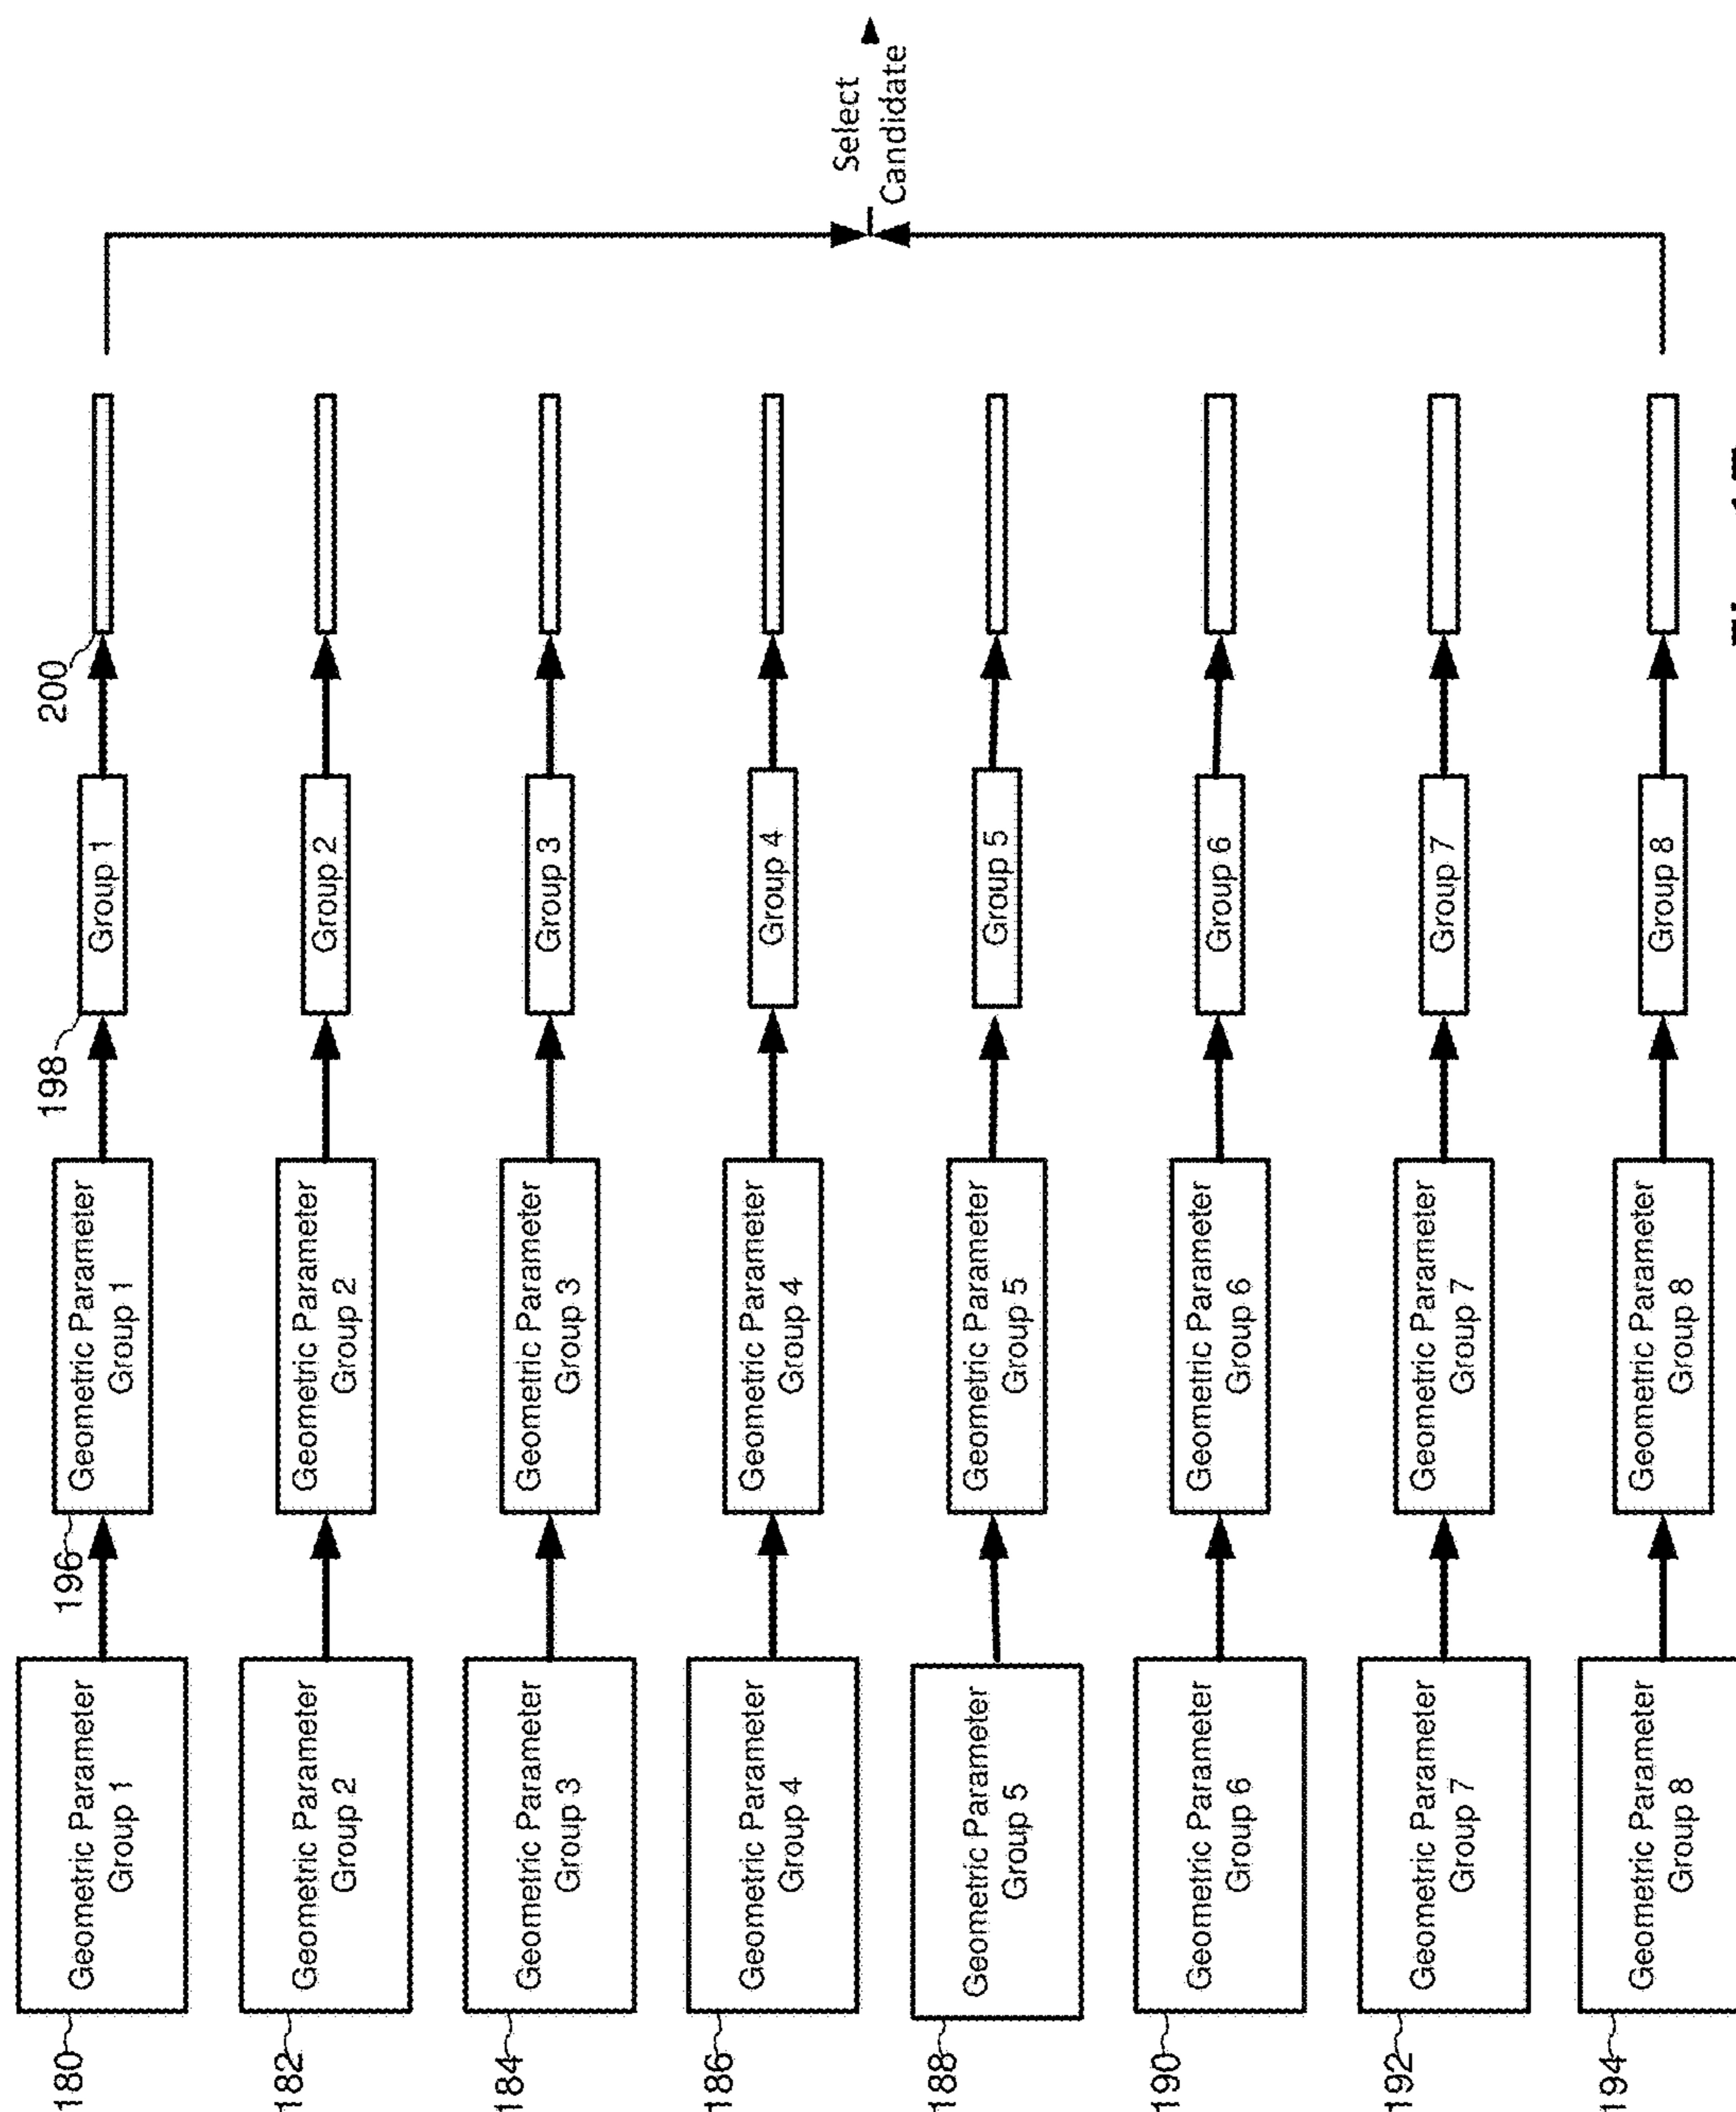 180
Geometric Parameter
Group 1
196
Geometric Parameter
Group 1
198
Group 1
200
182
Geometric Parameter
Group 2
Geometric Parameter
Group 2
Group 2
184
Geometric Parameter
Group 3
Geometric Parameter
Group 3
Group 3
186
Geometric Parameter
Group 4
Geometric Parameter
Group 4
Group 4
Select
Candidate
188
Geometric Parameter
Group 5
Geometric Parameter
Group 5
Group 5
190
Geometric Parameter
Group 6
Geometric Parameter
Group 6
Group 6
192
Geometric Parameter
Group 7
Geometric Parameter
Group 7
Group 7
194
Geometric Parameter
Group 8
Geometric Parameter
Group 8
Group 8